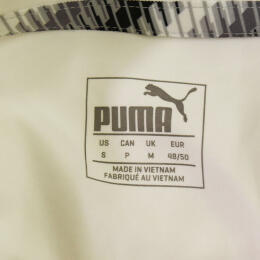 PUMA
US CAN UK EUR
S P M 48/50
MADE IN VIETNAM
FABRIQUÉ AU VIETNAM